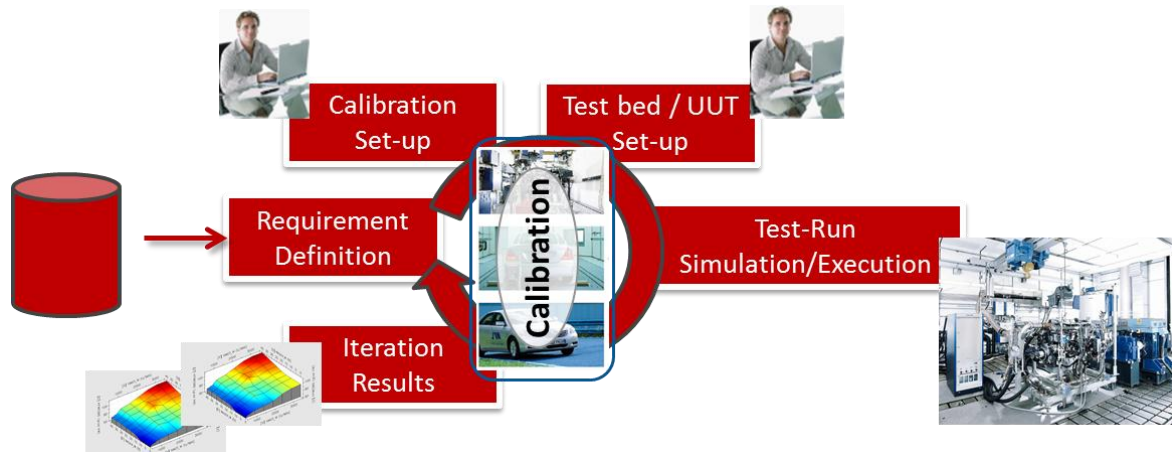 Calibration
Set-up
Test bed / UUT
Set-up
Requirement
Definition
Calibration
Test-Run
Simulation/Execution
Iteration
Results